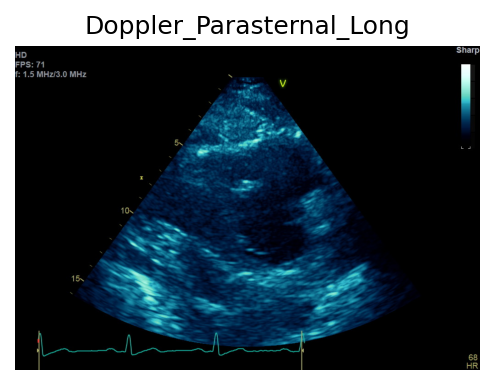 Doppler_Parasternal_Long
HD
Sharp
FPS: 71
f: 1.5 MHz/3.0 MHz
V
5
x
10
15
68
HR